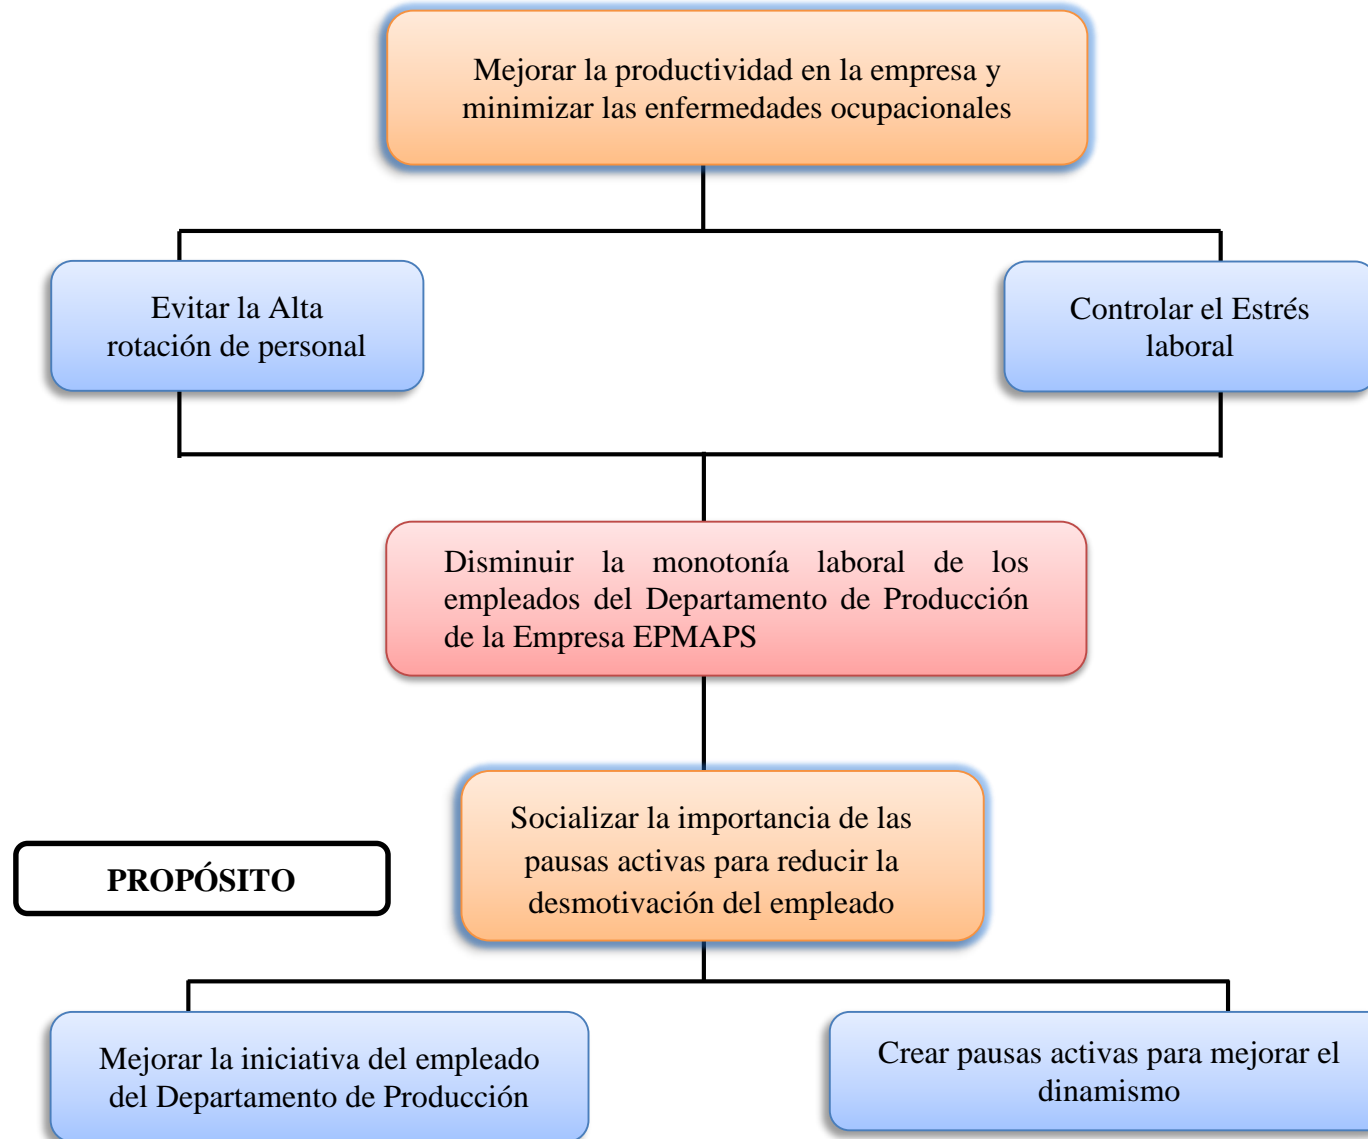 Mejorar la productividad en la empresa y
minimizar las enfermedades ocupacionales
Evitar la Alta
rotación de personal
Controlar el Estrés
laboral
Disminuir la monotonía laboral de los
empleados del Departamento de Producción
de la Empresa EPMAPS
Socializar la importancia de las
pausas activas para reducir la
desmotivación del empleado
PROPÓSITO
Mejorar la iniciativa del empleado
del Departamento de Producción
Crear pausas activas para mejorar el
dinamismo